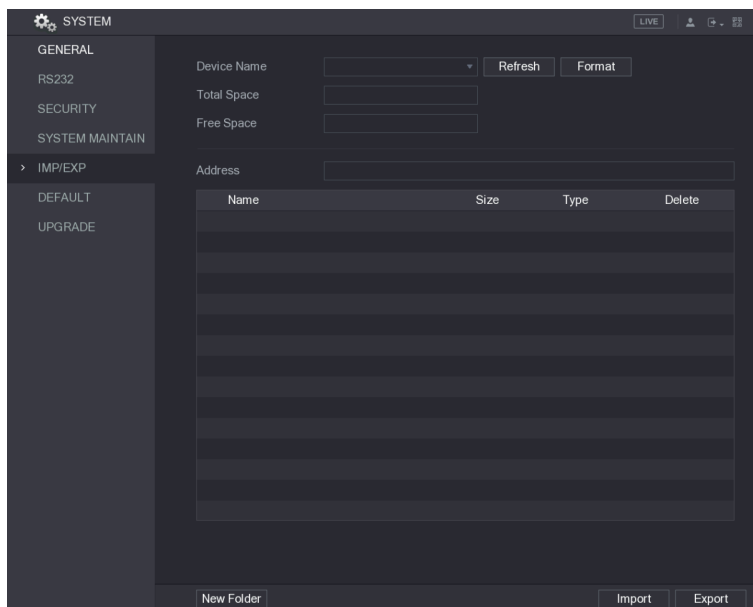 SYSTEM
LIVE
GENERAL
RS232
SECURITY
SYSTEM MAINTAIN
IMP/EXP
DEFAULT
UPGRADE
Device Name
Refresh
Format
Total Space
Free Space
Address
Name Size Type Delete
New Folder
Import
Export